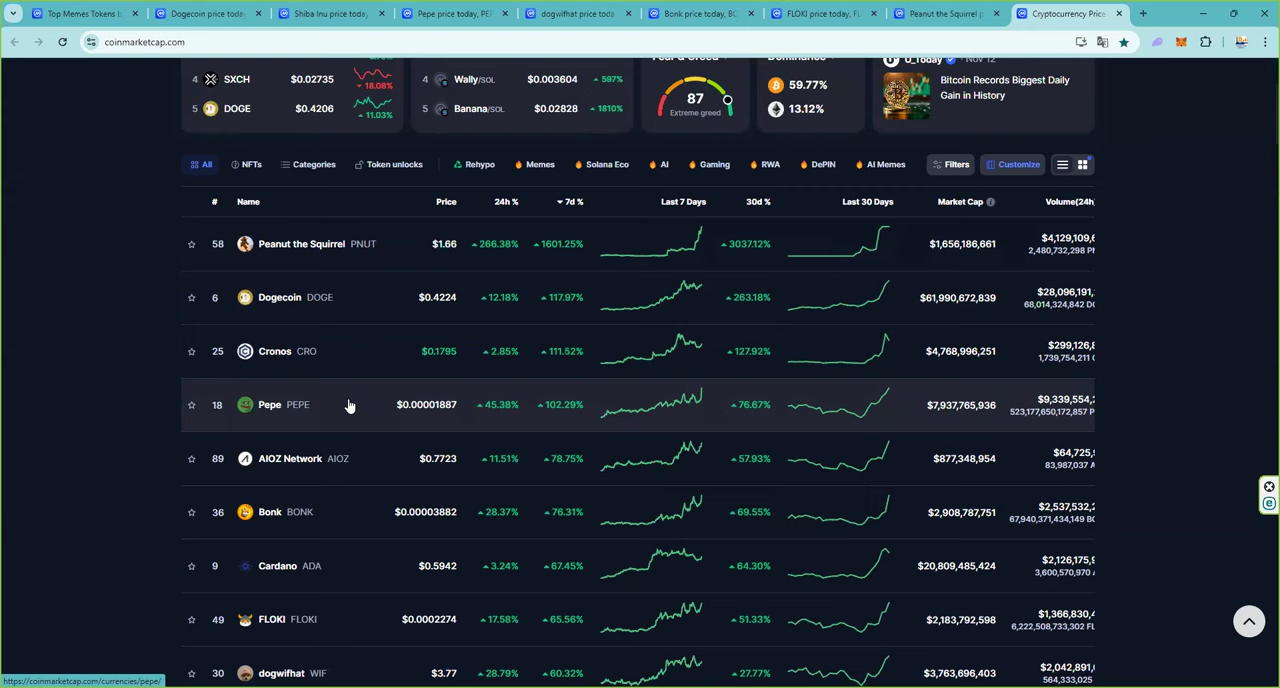 Top Memes Tokens b
Dogecoin price today
Shiba Inu price today,
Pepe price today, PEP
dogwifhat price toda
Bonk price today, BO
FLOKI price today, FL
Peanut the Squirrel p
Cryptocurrency Price
coinmarketcap.com
4 SXCH $0.02735 18.08%
5 DOGE $0.4206 11.03%
4 Wally/SOL $0.003604 597%
5 Banana/SOL $0.02828 1810%
87
Extreme greed
59.77%
13.12%
U_Today Nov 12
Bitcoin Records Biggest Daily
Gain in History
All NFTs Categories Token unlocks Rehypo Memes Solana Eco AI Gaming RWA DePIN AI Memes Filters Customize
# Name Price 24h % 7d % Last 7 Days 30d % Last 30 Days Market Cap Volume(24h
58 Peanut the Squirrel PNUT $1.66 266.38% 1601.25% 3037.12% $1,656,186,661 $4,129,109,6
2,480,732,298 P
6 Dogecoin DOGE $0.4224 12.18% 117.97% 263.18% $61,990,672,839 $28,096,191,
68,014,324,842 D
25 Cronos CRO $0.1795 2.85% 111.52% 127.92% $4,768,996,251 $299,126,8
1,739,754,211
18 Pepe PEPE $0.00001887 45.38% 102.29% 76.67% $7,937,765,936 $9,339,554,2
523,177,650,172,857 P
89 AIOZ Network AIOZ $0.7723 11.51% 78.75% 57.93% $877,348,954 $64,725,
83,987,037 A
36 Bonk BONK $0.00003882 28.37% 76.31% 69.55% $2,908,787,751 $2,537,532,2
67,940,371,434,149 BO
9 Cardano ADA $0.5942 3.24% 67.45% 64.30% $20,809,485,424 $2,126,175,9
3,600,570,970 A
49 FLOKI FLOKI $0.0002274 17.58% 65.56% 51.33% $2,183,792,598 $1,366,830,4
6,222,508,733,302 FL
30 dogwifhat WIF $3.77 28.79% 60.32% 27.77% $3,763,696,403 $2,042,891,
564,333,025
https://coinmarketcap.com/currencies/pepe/